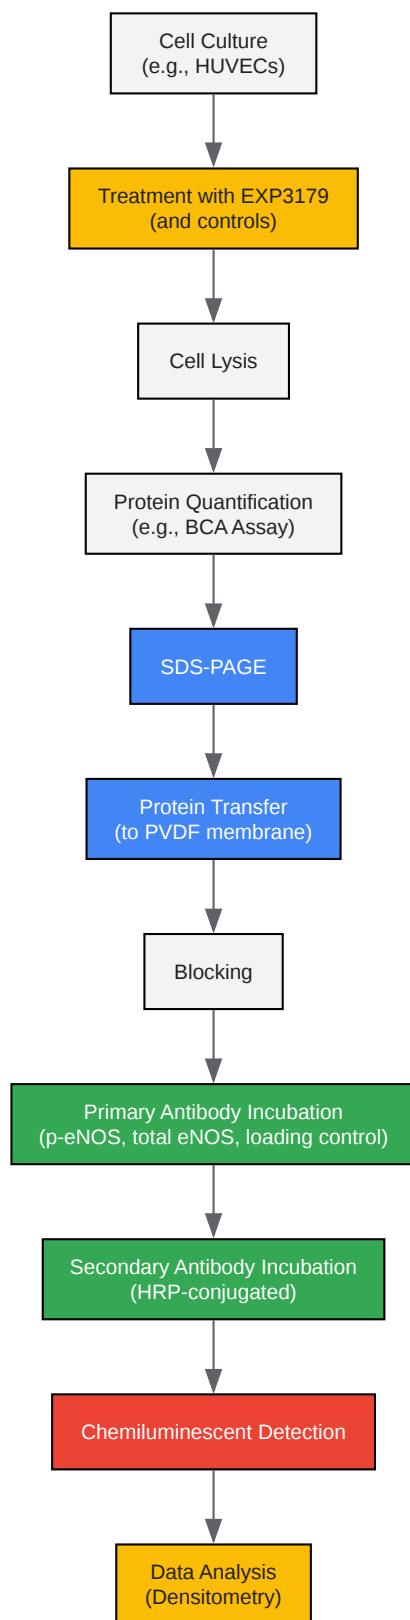 Cell Culture
(e.g., HUVECs)
Treatment with EXP3179
(and controls)
Cell Lysis
Protein Quantification
(e.g., BCA Assay)
SDS-PAGE
Protein Transfer
(to PVDF membrane)
Blocking
Primary Antibody Incubation
(p-eNOS, total eNOS, loading control)
Secondary Antibody Incubation
(HRP-conjugated)
Chemiluminescent Detection
Data Analysis
(Densitometry)